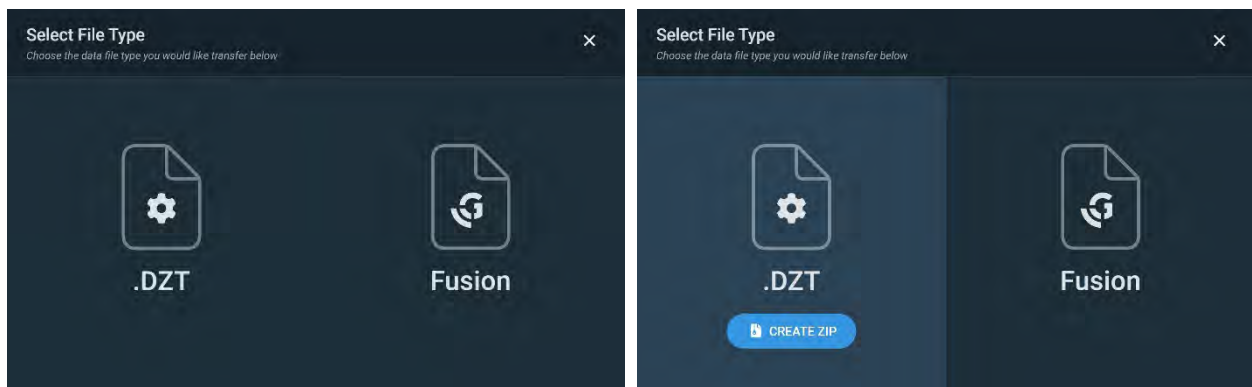 Select File Type
Choose the data file type you would like transfer below
.DZT
Fusion
Select File Type
Choose the data file type you would like transfer below
.DZT
Fusion
CREATE ZIP